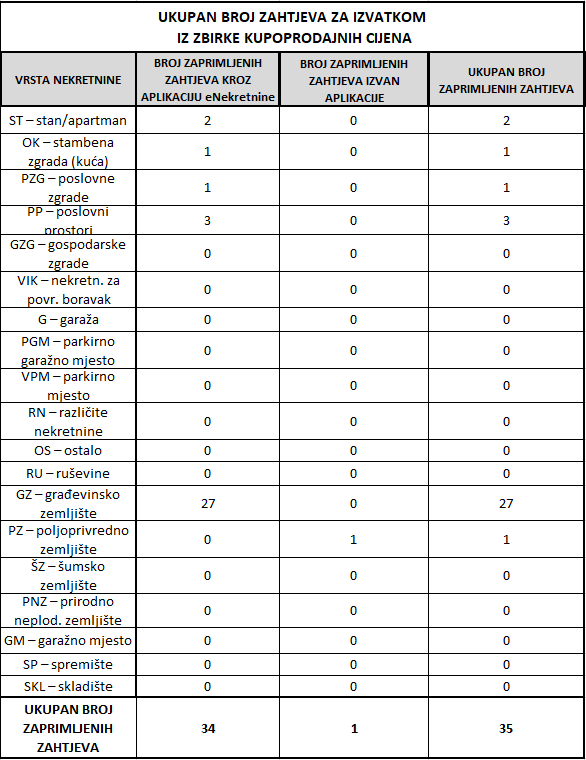 UKUPAN BROJ ZAHTJEVA ZA IZVATKOM
IZ ZBIRKE KUPOPRODAJNIH CIJENA
VRSTA NEKRETNINE
BROJ ZAPRIMLJENIH
ZAHTJEVA KROZ
APLIKACIJU eNekretnine
BROJ ZAPRIMLJENIH
ZAHTJEVA IZVAN
APLIKACIJE
UKUPAN BROJ
ZAPRIMLJENIH ZAHTJEVA
ST – stan/apartman 2 0 2
OK – stambena
zgrada (kuća) 1 0 1
PZG – poslovne
zgrade 1 0 1
PP – poslovni
prostori 3 0 3
GZG – gospodarske
zgrade 0 0 0
VIK – nekretn. za
povr. boravak 0 0 0
G – garaža 0 0 0
PGM – parkirno
garažno mjesto 0 0 0
VPM – parkirno
mjesto 0 0 0
RN – različite
nekretnine 0 0 0
OS – ostalo 0 0 0
RU – ruševine 0 0 0
GZ – građevinsko
zemljište 27 0 27
PZ – poljoprivredno
zemljište 0 1 1
ŠZ – šumsko
zemljište 0 0 0
PNZ – prirodno
neplod. zemljište 0 0 0
GM – garažno mjesto 0 0 0
SP – spremište 0 0 0
SKL – skladište 0 0 0
UKUPAN BROJ
ZAPRIMLJENIH
ZAHTJEVA 34 1 35